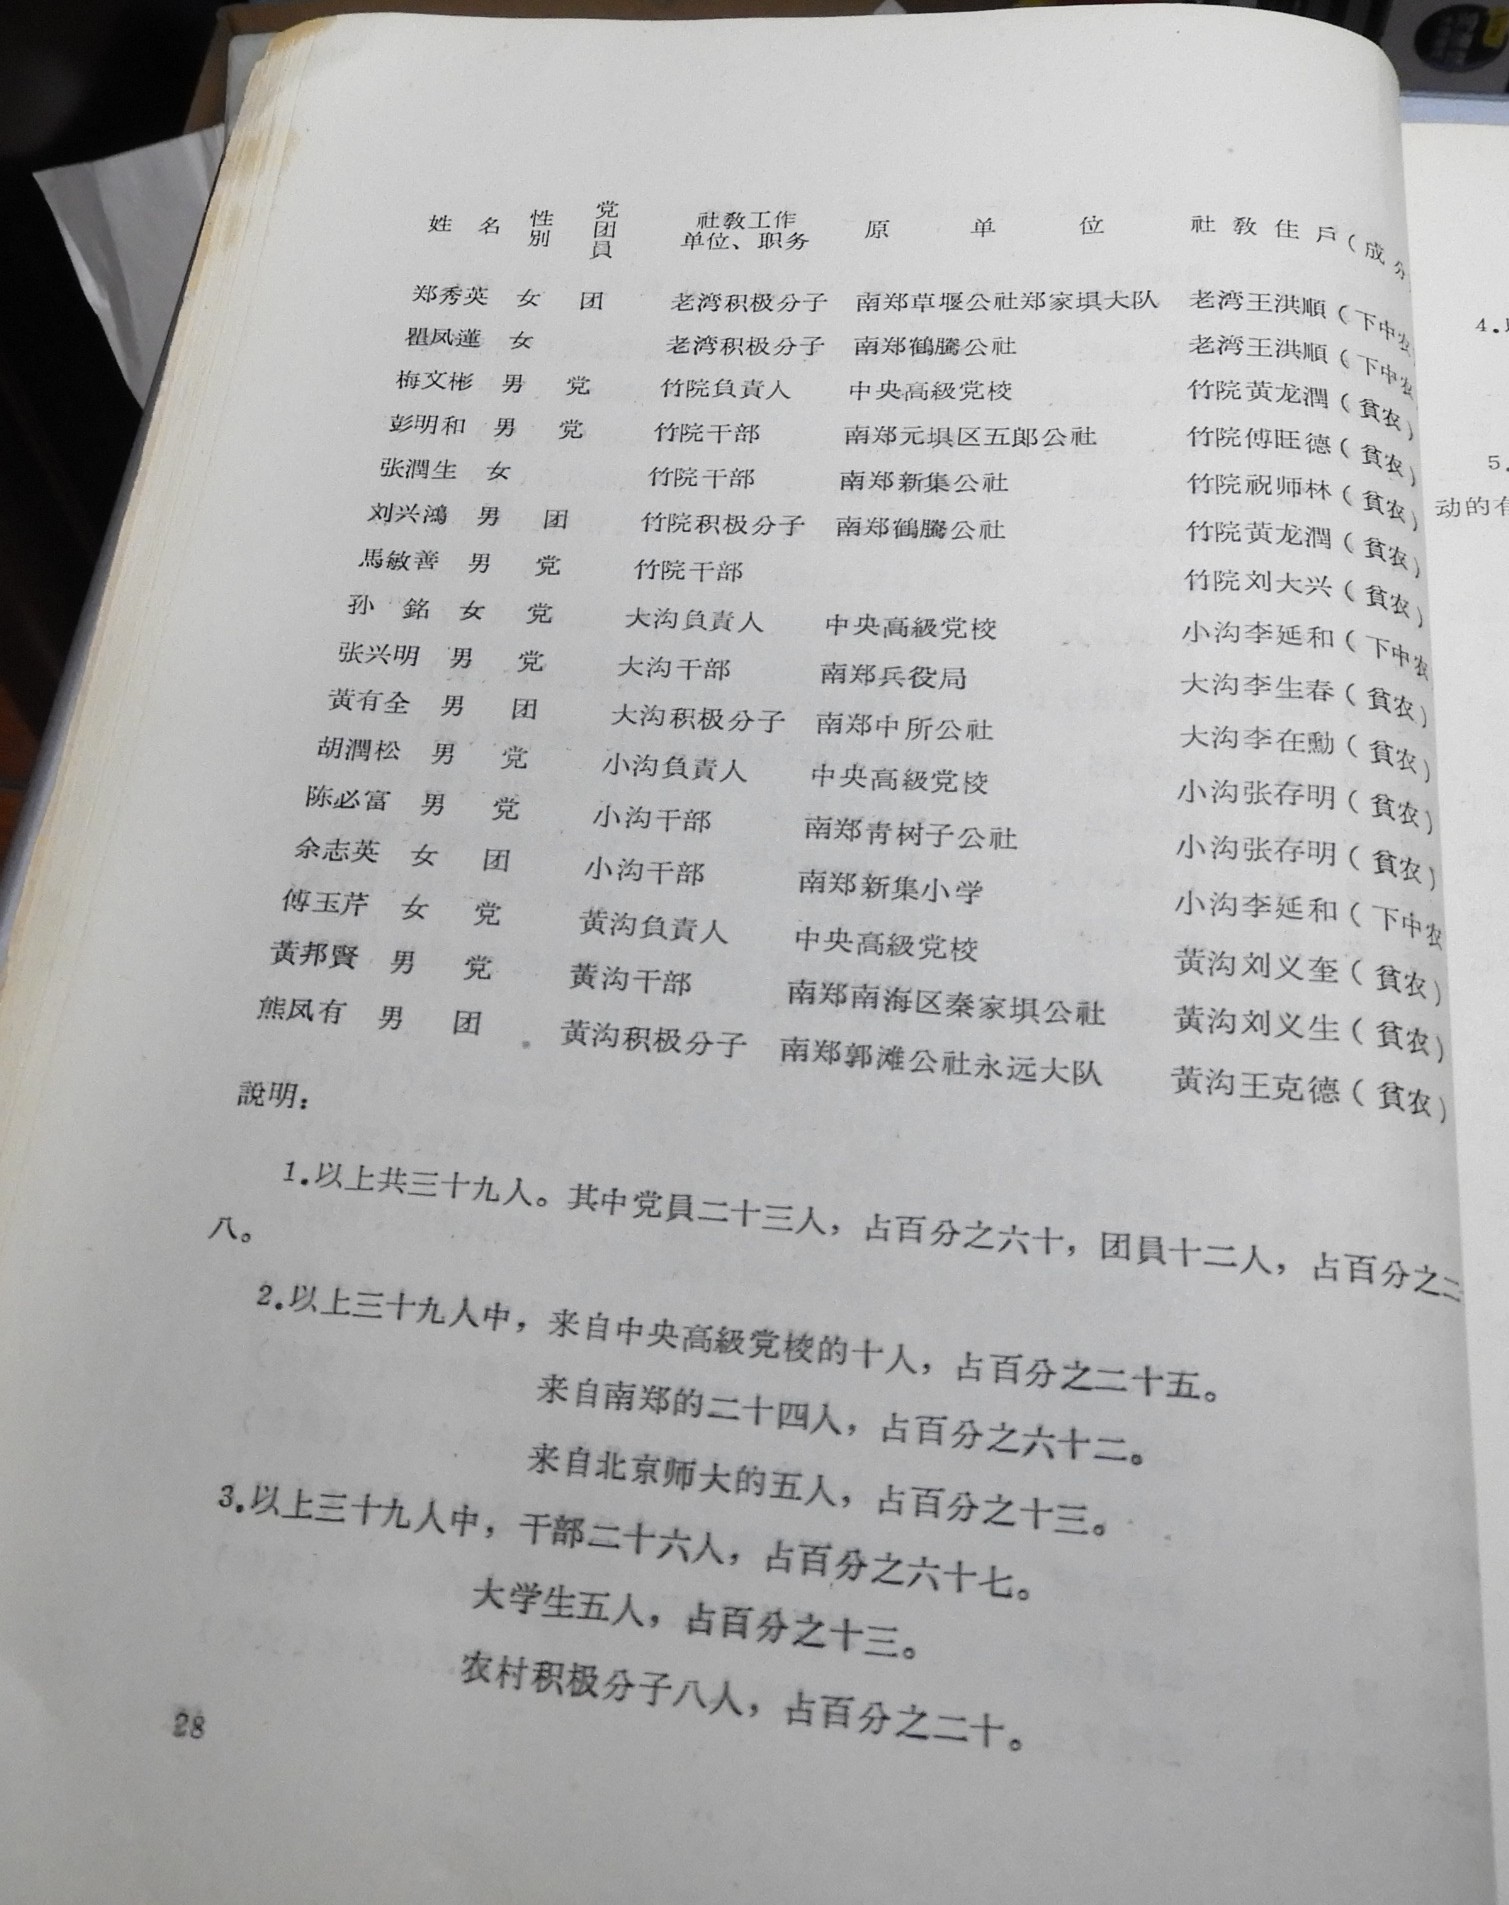 姓名 性別 党团員 社教工作单位、职务 原单位 社教住戶(成分
郑秀英 女 团 老湾积极分子 南郑草堰公社郑家垻大队 老湾王洪順(下中农
瞿凤蓮 女 老湾积极分子 南郑鶴騰公社 老湾王洪順(下中农
梅文彬 男 党 竹院負責人 中央高級党校 竹院黃龙潤(貧农)
彭明和 男 党 竹院干部 南郑元垻区五郞公社 竹院傅旺德(貧农)
张潤生 女 竹院干部 南郑新集公社 竹院祝师林(貧农)
刘兴鴻 男 团 竹院积极分子 南郑鶴騰公社 竹院黃龙潤(貧农)
馬敏善 男 党 竹院干部 竹院刘大兴(貧农)
孙銘 女 党 大沟負責人 中央高級党校 小沟李延和(下中农
张兴明 男 党 大沟干部 南郑兵役局 大沟李生春(貧农)
黃有全 男 团 大沟积极分子 南郑中所公社 大沟李在勳(貧农)
胡潤松 男 党 小沟負責人 中央高級党校 小沟张存明(貧农)
陈必富 男 党 小沟干部 南郑靑树子公社 小沟张存明(貧农)
余志英 女 团 小沟干部 南郑新集小学 小沟李延和(下中农
傅玉芹 女 党 黃沟負責人 中央高級党校 黃沟刘义奎(貧农)
黃邦賢 男 党 黃沟干部 南郑南海区秦家垻公社 黃沟刘义生(貧农)
熊凤有 男 团 黃沟积极分子 南郑郭滩公社永远大队 黃沟王克德(貧农)
說明：
1.以上共三十九人。其中党員二十三人，占百分之六十，团員十二人，占百分之二
八。
2.以上三十九人中，来自中央高級党校的十人，占百分之二十五。
来自南郑的二十四人，占百分之六十二。
来自北京师大的五人，占百分之十三。
3.以上三十九人中，干部二十六人，占百分之六十七。
大学生五人，占百分之十三。
农村积极分子八人，占百分之二十。
28
4.
5.
动的有